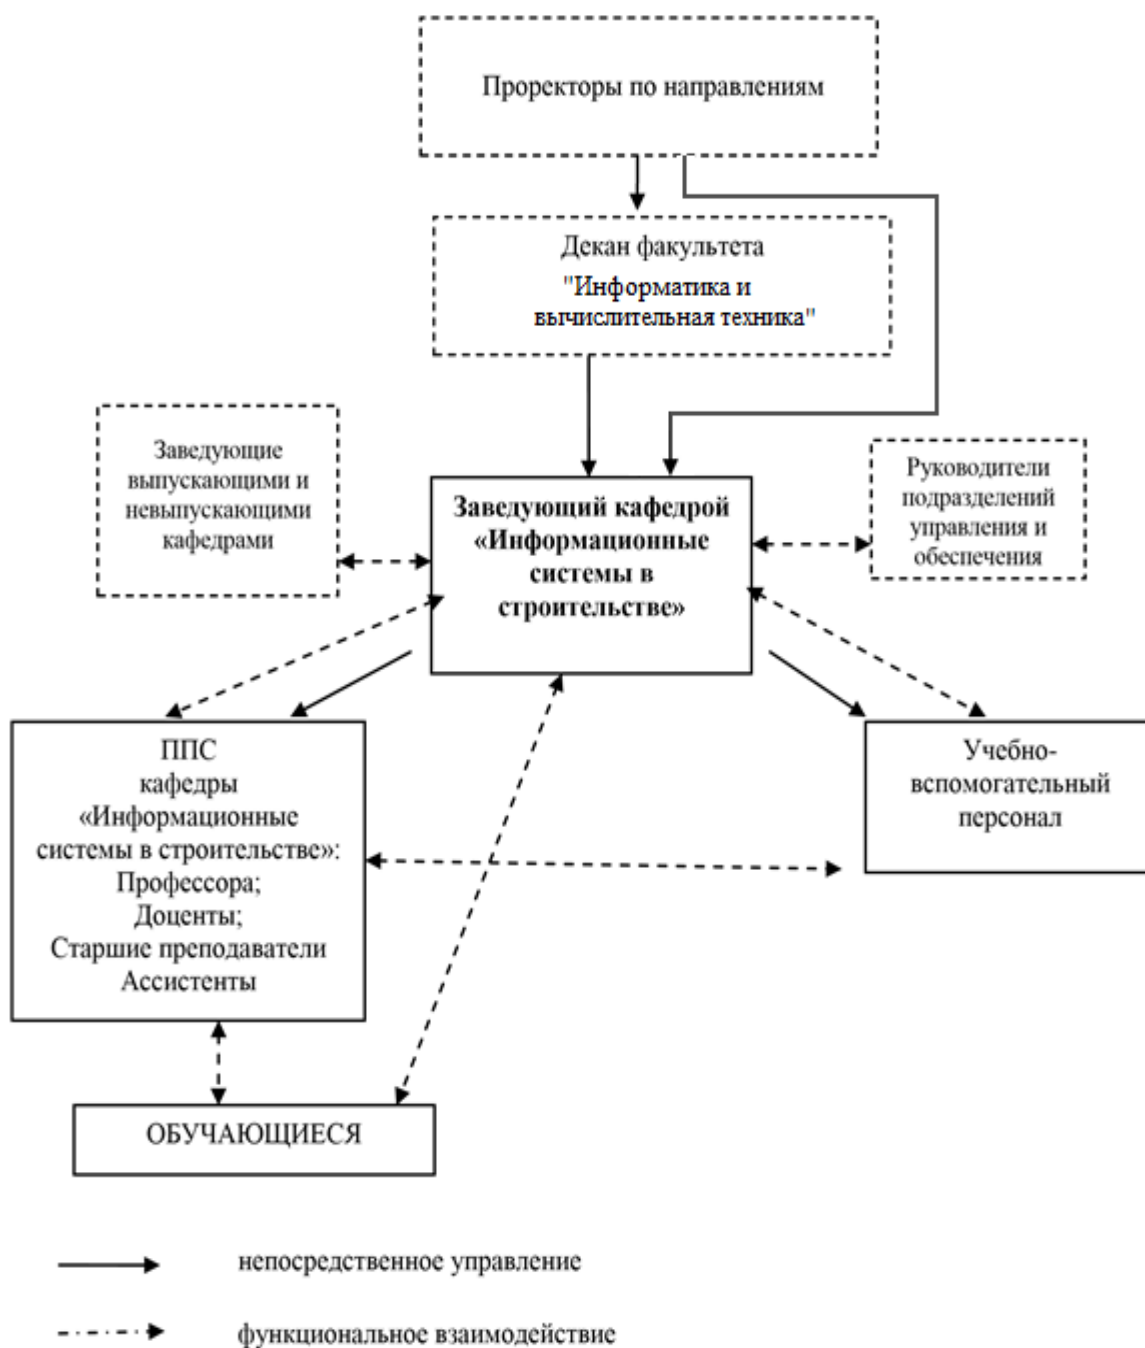 Проректоры по направлениям
Декан факультета
"Информатика и
вычислительная техника"
Заведующие
выпускающими и
невыпускающими
кафедрами
Заведующий кафедрой
«Информационные
системы в
строительстве»
Руководители
подразделений
управления и
обеспечения
ППС
кафедры
«Информационные
системы в строительстве»:
Профессора;
Доценты;
Старшие преподаватели
Ассистенты
Учебно-
вспомогательный
персонал
ОБУЧАЮЩИЕСЯ
непосредственное управление
функциональное взаимодействие